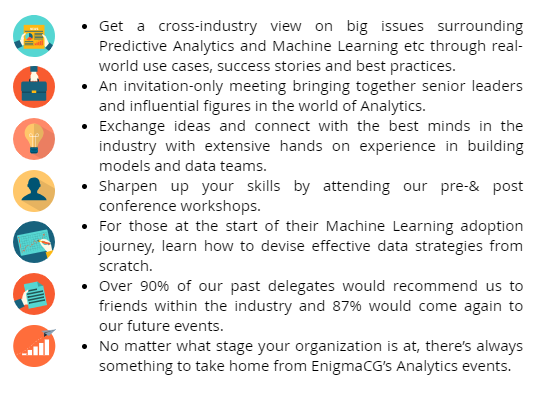 • Get a cross-industry view on big issues surrounding
Predictive Analytics and Machine Learning etc through real-
world use cases, success stories and best practices.
• An invitation-only meeting bringing together senior leaders
and influential figures in the world of Analytics.
• Exchange ideas and connect with the best minds in the
industry with extensive hands on experience in building
models and data teams.
• Sharpen up your skills by attending our pre-& post
conference workshops.
• For those at the start of their Machine Learning adoption
journey, learn how to devise effective data strategies from
scratch.
• Over 90% of our past delegates would recommend us to
friends within the industry and 87% would come again to
our future events.
• No matter what stage your organization is at, there’s always
something to take home from EnigmaCG’s Analytics events.